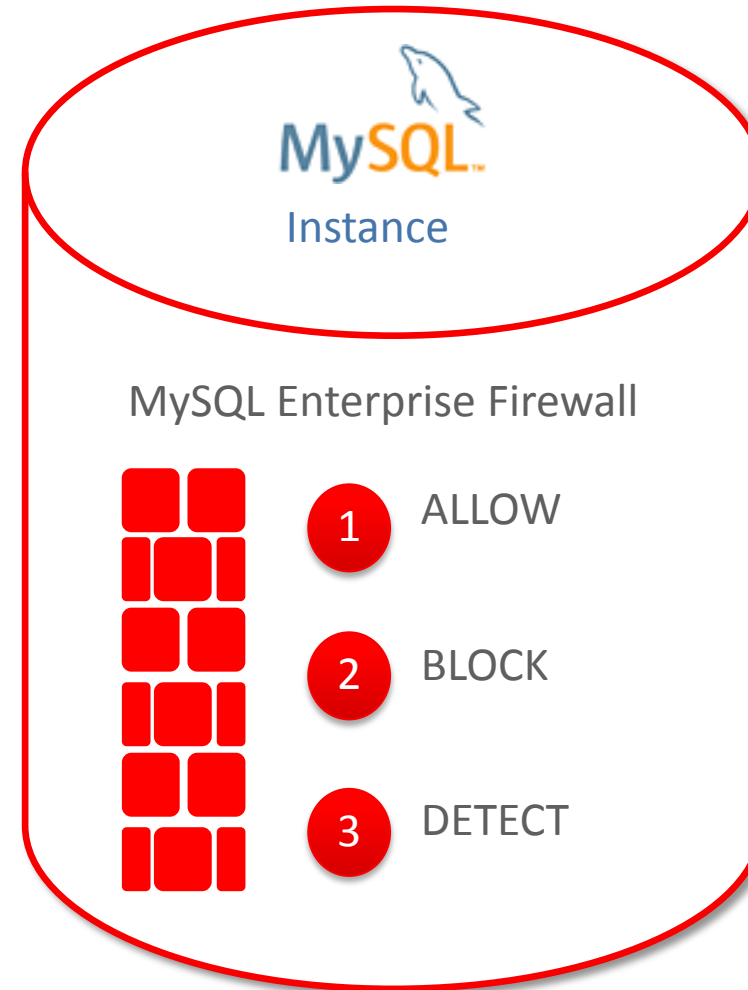 MySQL™
Instance
MySQL Enterprise Firewall
1 ALLOW
2 BLOCK
3 DETECT